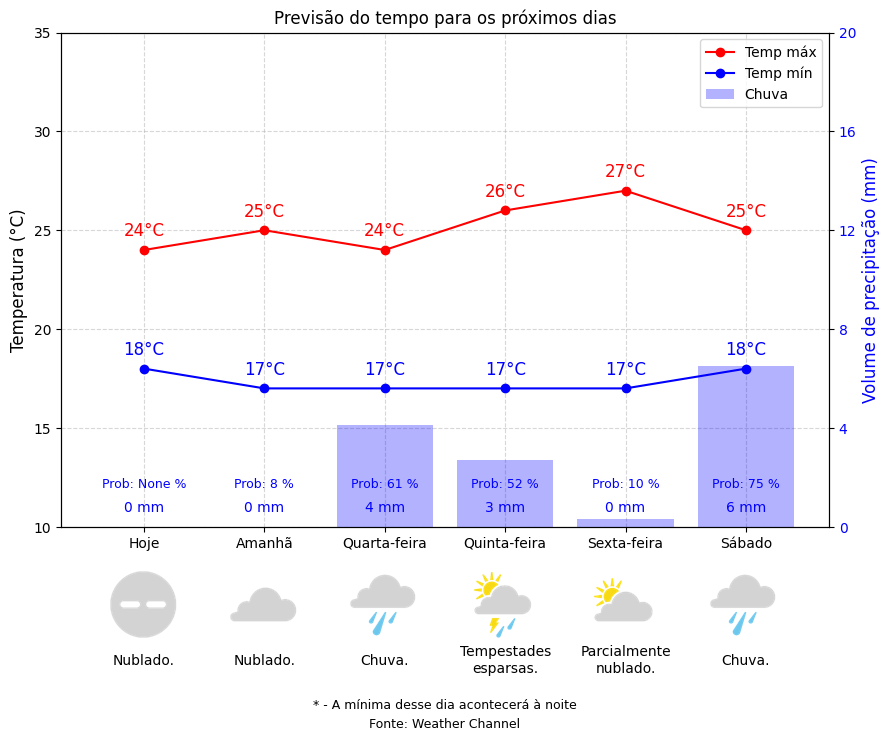 Previsão do tempo para os próximos dias
Temperatura (°C)
35
30
25
20
15
10
Volume de precipitação (mm)
20
16
12
8
4
0
Temp máx
Temp mín
Chuva
24°C 25°C 24°C 26°C 27°C 25°C
18°C 17°C 17°C 17°C 17°C 18°C
Prob: None % Prob: 8 % Prob: 61 % Prob: 52 % Prob: 10 % Prob: 75 %
0 mm 0 mm 4 mm 3 mm 0 mm 6 mm
Hoje Amanhã Quarta-feira Quinta-feira Sexta-feira Sábado
Nublado. Nublado. Chuva. Tempestades esparsas. Parcialmente nublado. Chuva.
* - A mínima desse dia acontecerá à noite
Fonte: Weather Channel